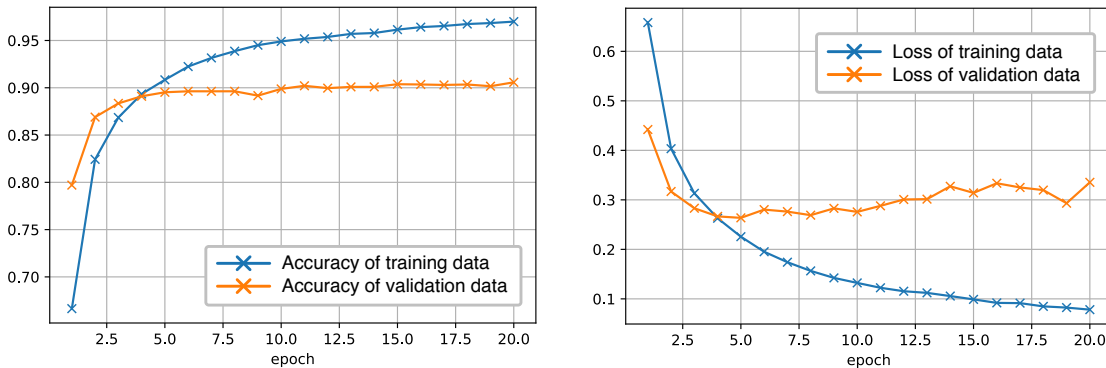 0.95
0.90
0.85
0.80
0.75
0.70
Accuracy of training data
Accuracy of validation data
2.5 5.0 7.5 10.0 12.5 15.0 17.5 20.0
epoch
0.6
0.5
0.4
0.3
0.2
0.1
Loss of training data
Loss of validation data
2.5 5.0 7.5 10.0 12.5 15.0 17.5 20.0
epoch